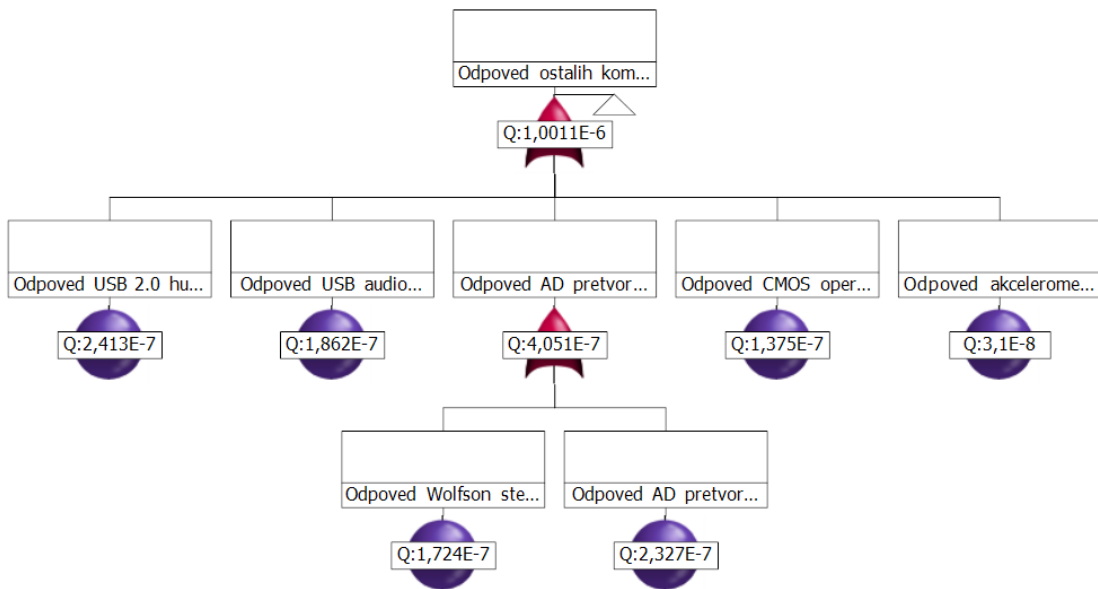 Odpoved ostalih kom...
Q:1,0011E-6
Odpoved USB 2.0 hu...
Odpoved USB audio...
Odpoved AD pretvor...
Odpoved CMOS oper...
Odpoved akcelerome...
Q:2,413E-7
Q:1,862E-7
Q:4,051E-7
Q:1,375E-7
Q:3,1E-8
Odpoved Wolfson ste...
Odpoved AD pretvor...
Q:1,724E-7
Q:2,327E-7